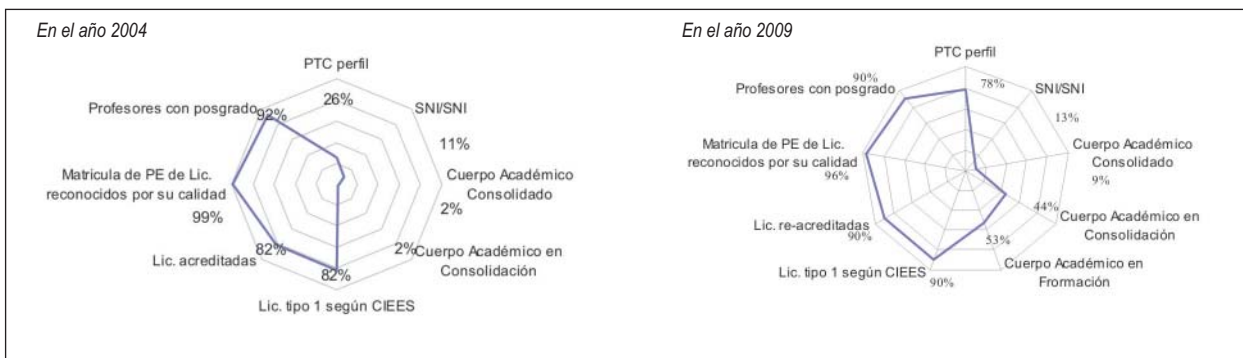 En el año 2004
PTC perfil
26%
SNI/SNI
11%
Cuerpo Académico
Consolidado
2%
Cuerpo Académico en
Consolidación
2%
Lic. tipo 1 según CIEES
82%
Lic. acreditadas
82%
Matricula de PE de Lic.
reconocidos por su calidad
99%
Profesores con posgrado
92%
En el año 2009
PTC perfil
78%
SNI/SNI
13%
Cuerpo Académico
Consolidado
9%
44%
Cuerpo Académico en
Consolidación
53%
Cuerpo Académico en
Frormación
Lic. tipo 1 según CIEES
90%
Lic. re-acreditadas
90%
Matricula de PE de Lic.
reconocidos por su calidad
96%
90%
Profesores con posgrado